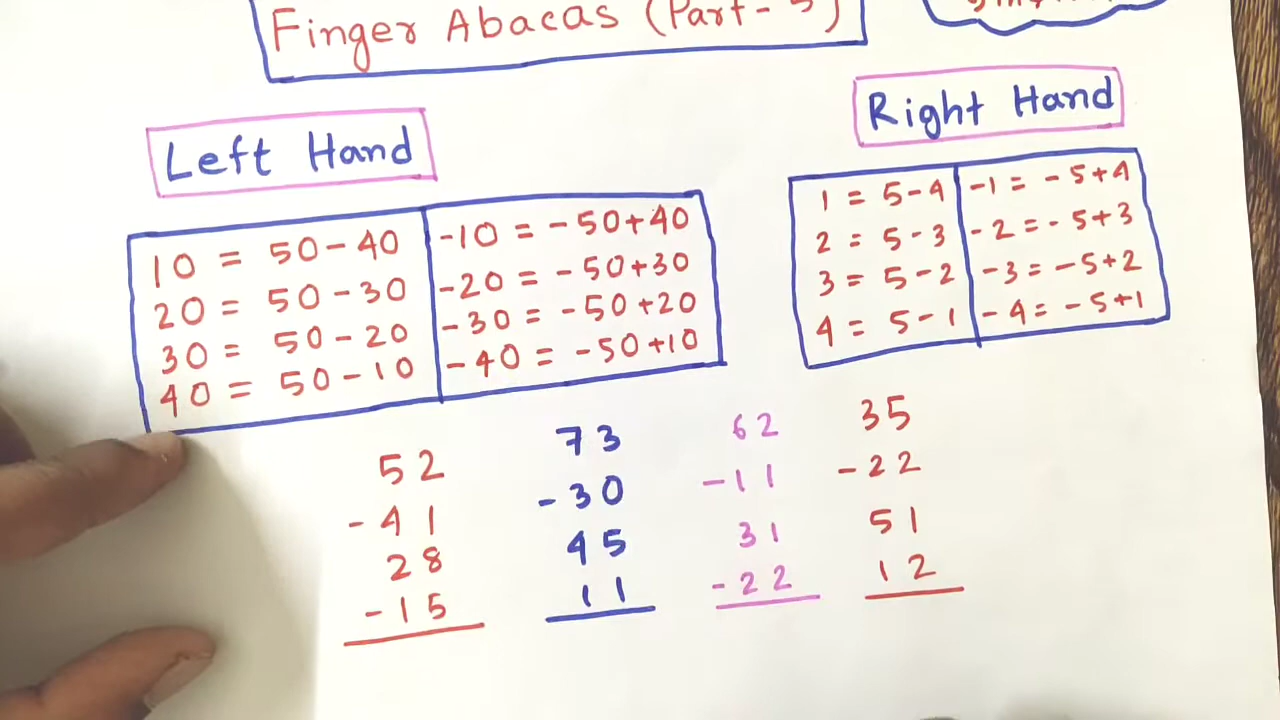 Finger Abacas (Part-5)
Left Hand
10 = 50-40
20 = 50-30
30 = 50-20
40 = 50-10
-10 = -50+40
-20 = -50+30
-30 = -50+20
-40 = -50+10
Right Hand
1 = 5-4
2 = 5-3
3 = 5-2
4 = 5-1
-1 = -5+4
-2 = -5+3
-3 = -5+2
-4 = -5+1
52
-41
28
-15
73
-30
45
11
62
-11
31
-22
35
-22
51
12